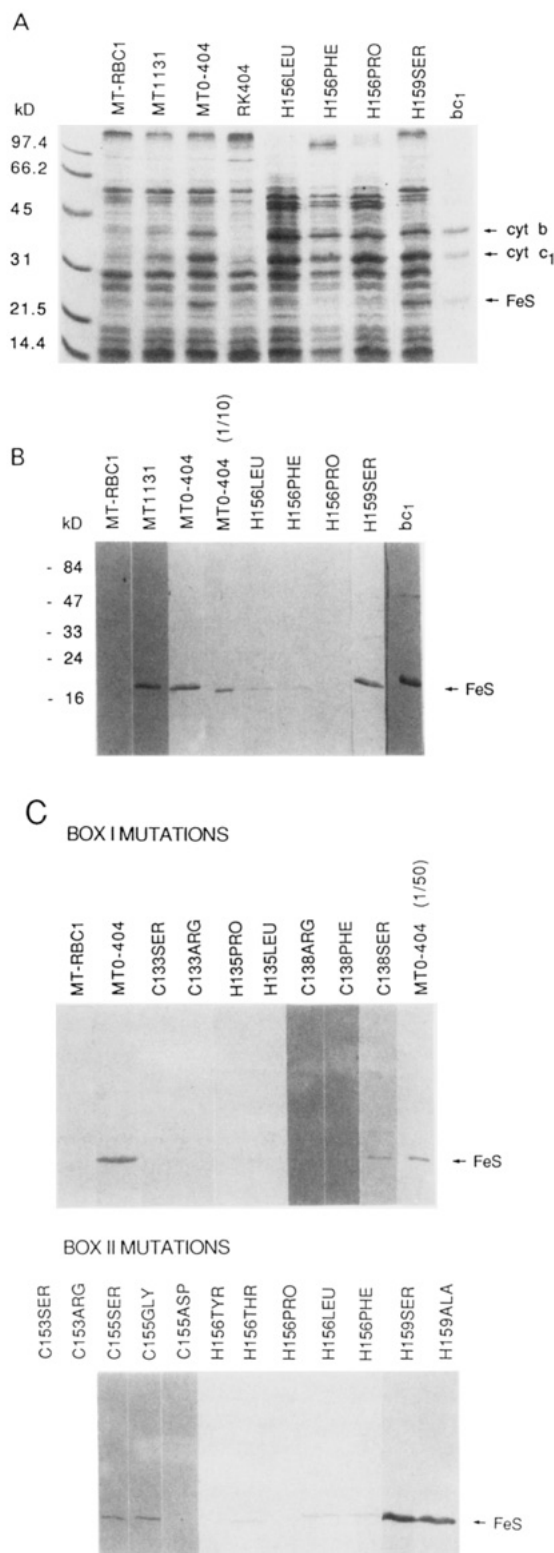 A
kD
MT-RBC1
MT1131
MT0-404
RK404
H156LEU
H156PHE
H156PRO
H159SER
bc1
97.4
66.2
45
31
21.5
14.4
← cyt b
← cyt c1
← FeS
B
kD
MT-RBC1
MT1131
MT0-404
MT0-404 (1/10)
H156LEU
H156PHE
H156PRO
H159SER
bc1
- 84
- 47
- 33
- 24
- 16
← FeS
C
BOX I MUTATIONS
MT-RBC1
MT0-404
C133SER
C133ARG
H135PRO
H135LEU
C138ARG
C138PHE
C138SER
MT0-404 (1/50)
← FeS
BOX II MUTATIONS
C153SER
C153ARG
C155SER
C155GLY
C155ASP
H156TYR
H156THR
H156PRO
H156LEU
H156PHE
H159SER
H159ALA
← FeS